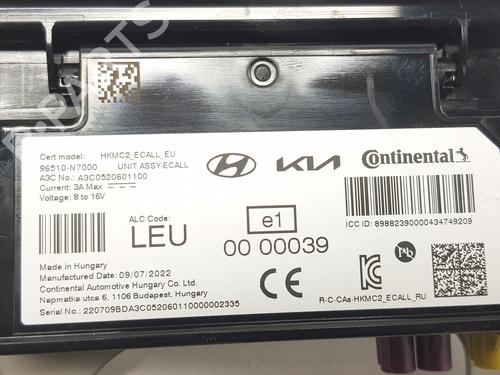 Cert model: HKMC2_ECALL_EU
96510-N7000 UNIT ASSY-ECALL
A3C No.: A3C0520601100
Current: 3A Max
Voltage: 8 to 16V
HYUNDAI KIA Continental
ALC Code:
LEU
e1
00 00039
ICC ID: 89882390000434749209
Made in Hungary
Manufactured Date: 09/07/2022
Continental Automotive Hungary Co. Ltd.
Napmatka utca 6, 1106 Budapest, Hungary
CE
R-C-CAs-HKMC2_ECALL_RU
Serial No.: 220709BDA3C052060110000002335